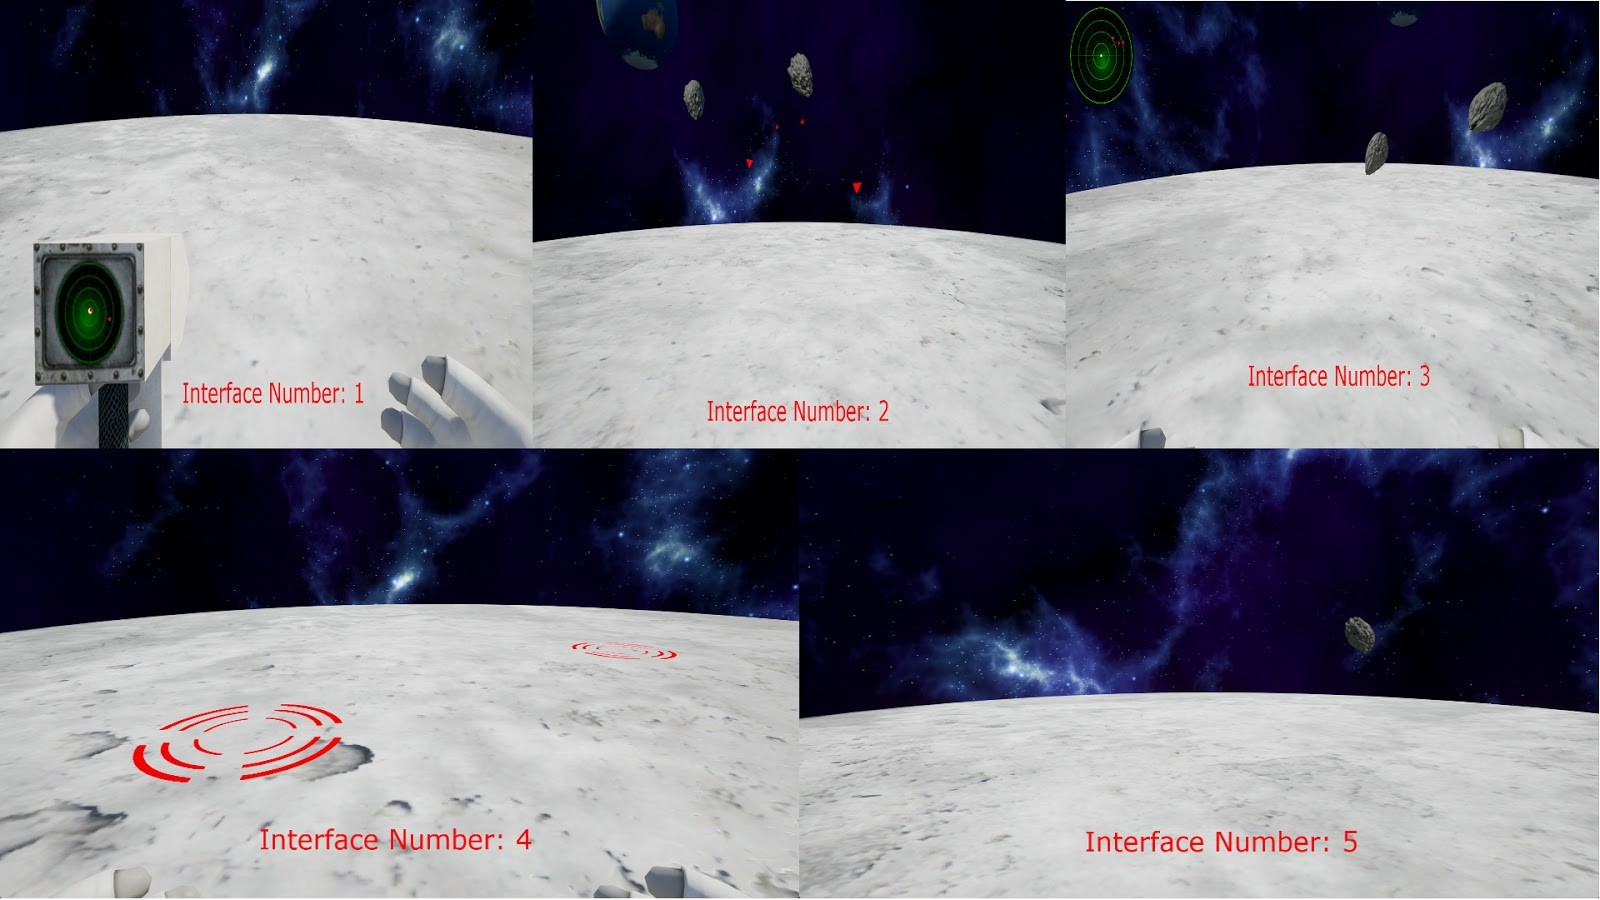 Interface Number: 1
Interface Number: 2
Interface Number: 3
Interface Number: 4
Interface Number: 5